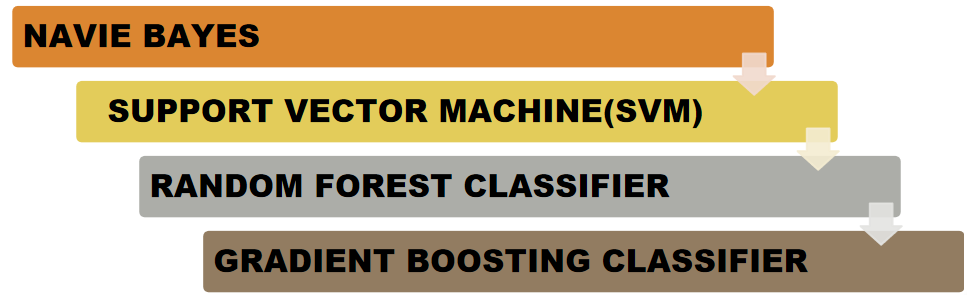 NAVIE BAYES
SUPPORT VECTOR MACHINE(SVM)
RANDOM FOREST CLASSIFIER
GRADIENT BOOSTING CLASSIFIER